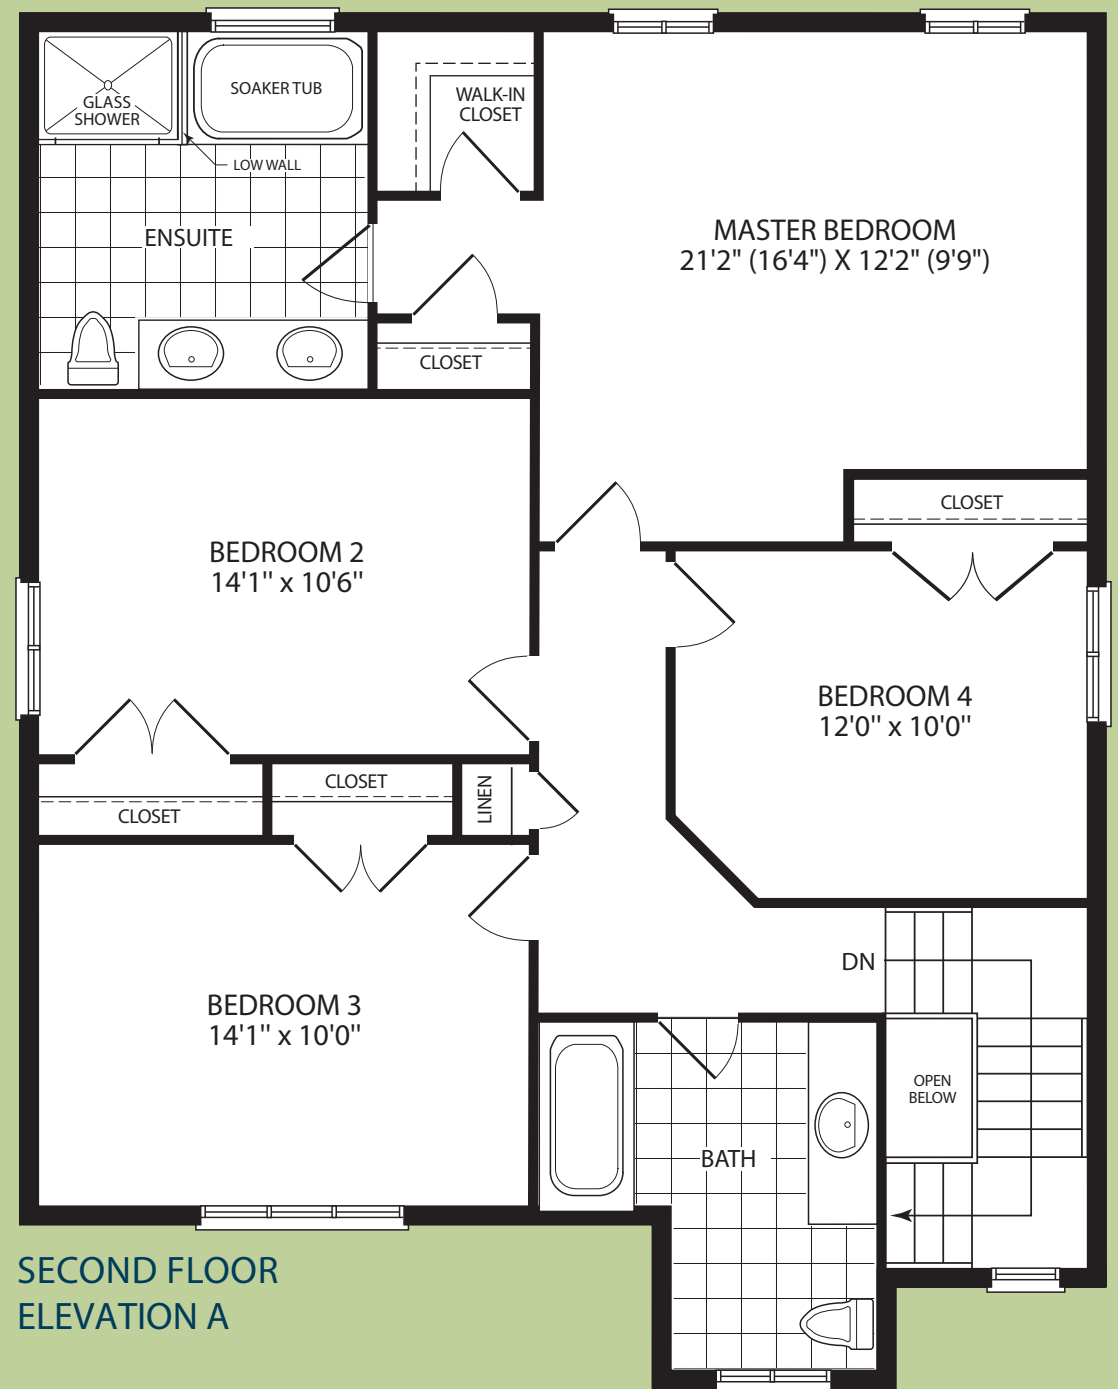 GLASS
SHOWER
SOAKER TUB
WALK-IN
CLOSET
LOW WALL
ENSUITE
MASTER BEDROOM
21'2" (16'4") X 12'2" (9'9")
CLOSET
CLOSET
BEDROOM 2
14'1" x 10'6"
BEDROOM 4
12'0" x 10'0"
CLOSET
CLOSET
LINEN
DN
BEDROOM 3
14'1" x 10'0"
OPEN
BELOW
BATH
SECOND FLOOR
ELEVATION A